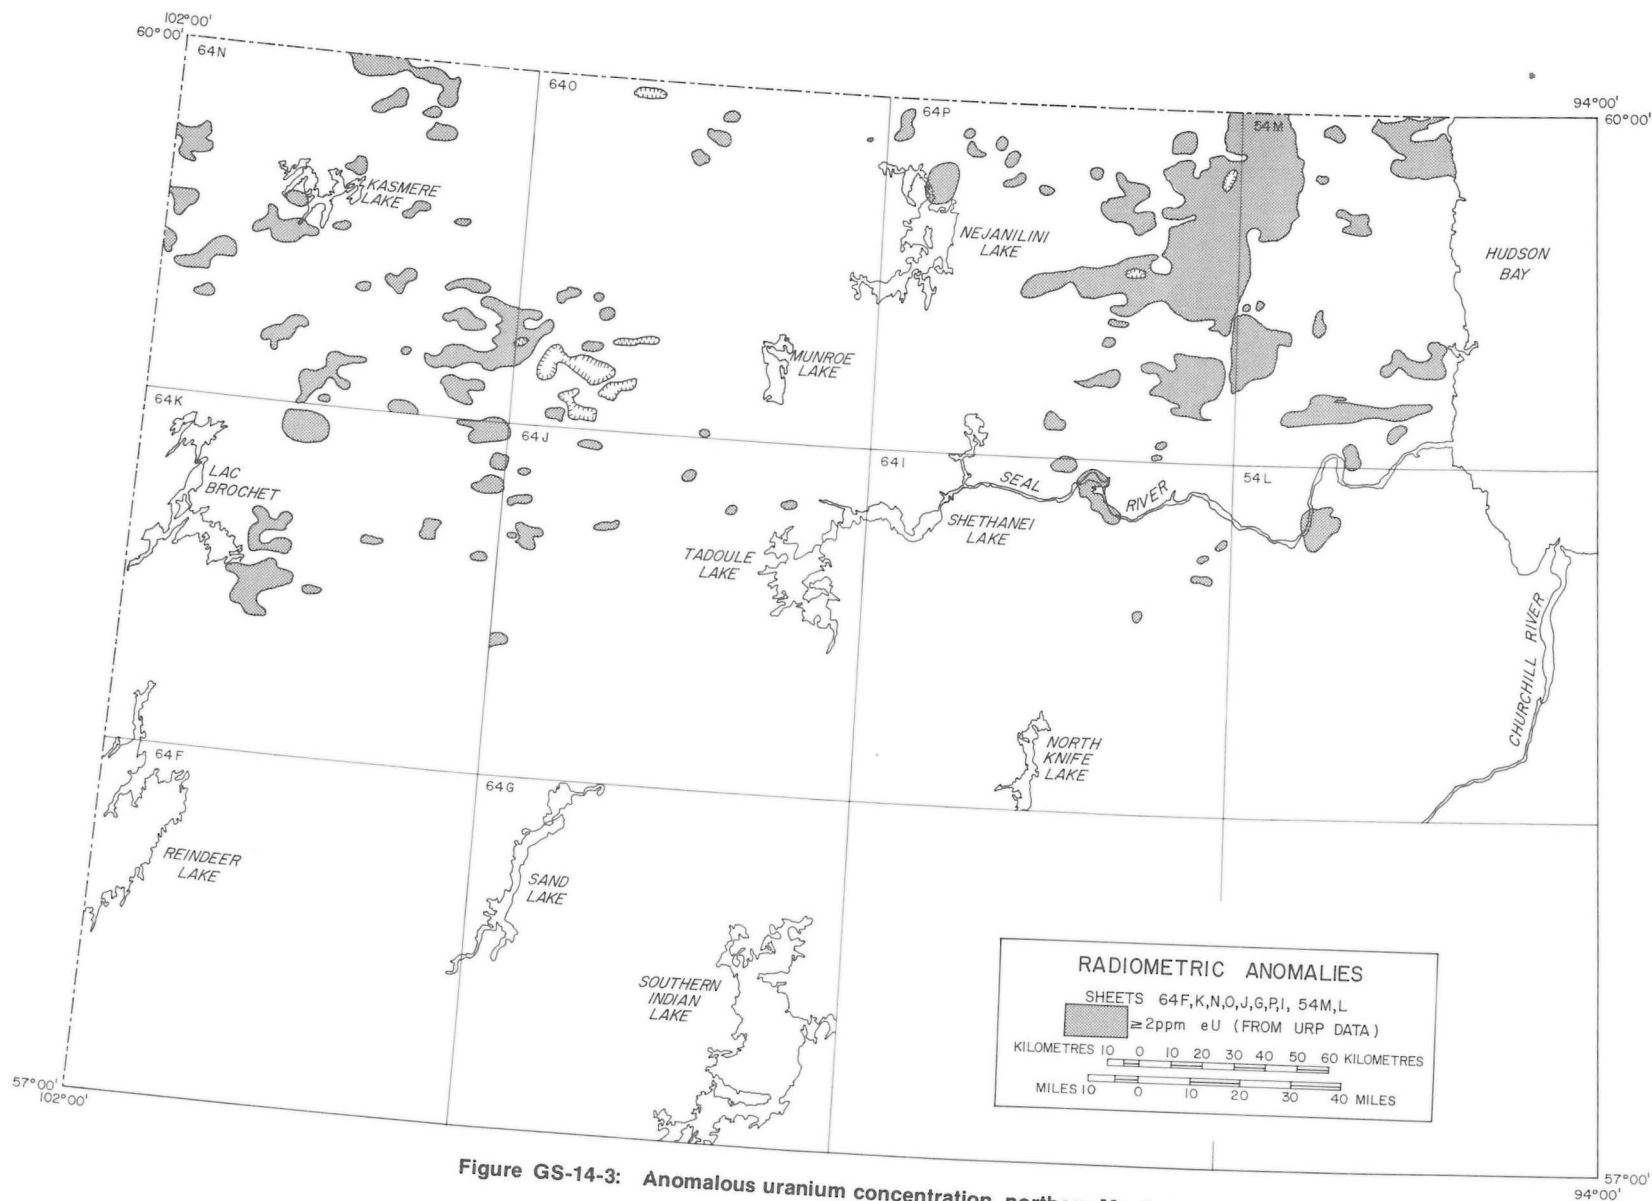 102°00'
60°00'
64N
64O
64P
54M
94°00'
60°00'
KASMERE
LAKE
NEJANILINI
LAKE
HUDSON
BAY
MUNROE
LAKE
64K
64J
64I
54L
LAC
BROCHET
SEAL
RIVER
SHETHANEI
LAKE
TADOULE
LAKE
CHURCHILL RIVER
NORTH
KNIFE
LAKE
64F
64G
REINDEER
LAKE
SAND
LAKE
SOUTHERN
INDIAN
LAKE
RADIOMETRIC ANOMALIES
SHEETS 64F,K,N,O,J,G,P,I, 54M,L
≥2ppm eU (FROM URP DATA)
KILOMETRES 10 0 10 20 30 40 50 60 KILOMETRES
MILES 10 0 10 20 30 40 MILES
57°00'
102°00'
57°00'
94°00'
Figure GS-14-3: Anomalous uranium concentration, northern